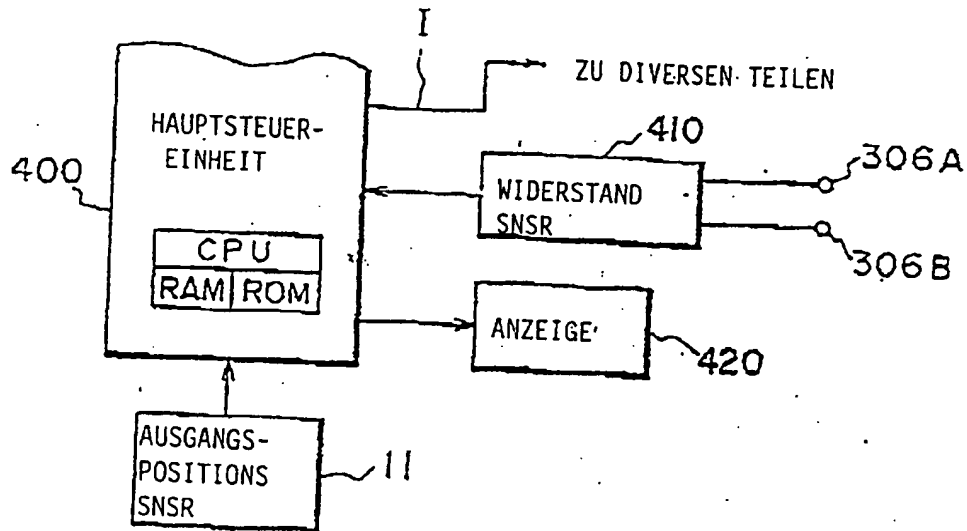 I
ZU DIVERSEN TEILEN
HAUPTSTEUER-
EINHEIT
410
400
306A
WIDERSTAND
SNSR
306B
CPU
RAM ROM
ANZEIGE
420
AUSGANGS-
POSITIONS
SNSR
11